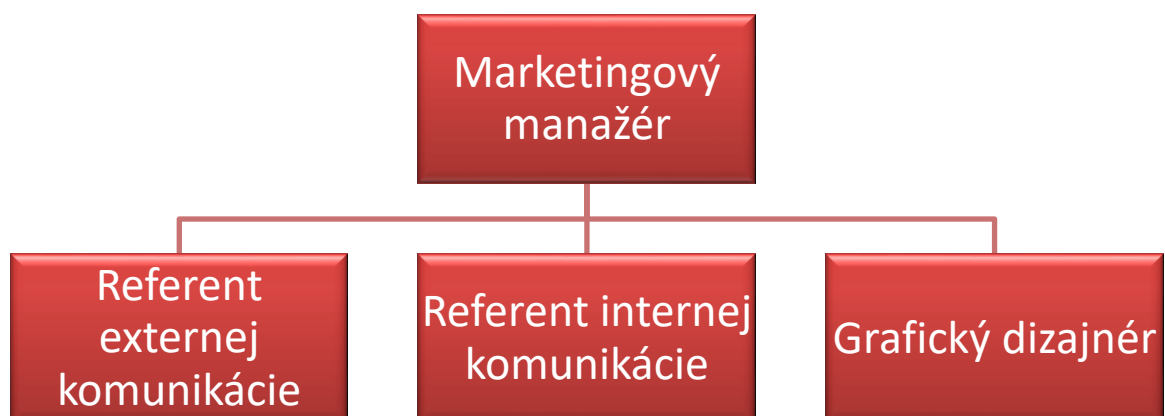 Marketingový
manažér
Referent
externej
komunikácie
Referent internej
komunikácie
Grafický dizajnér